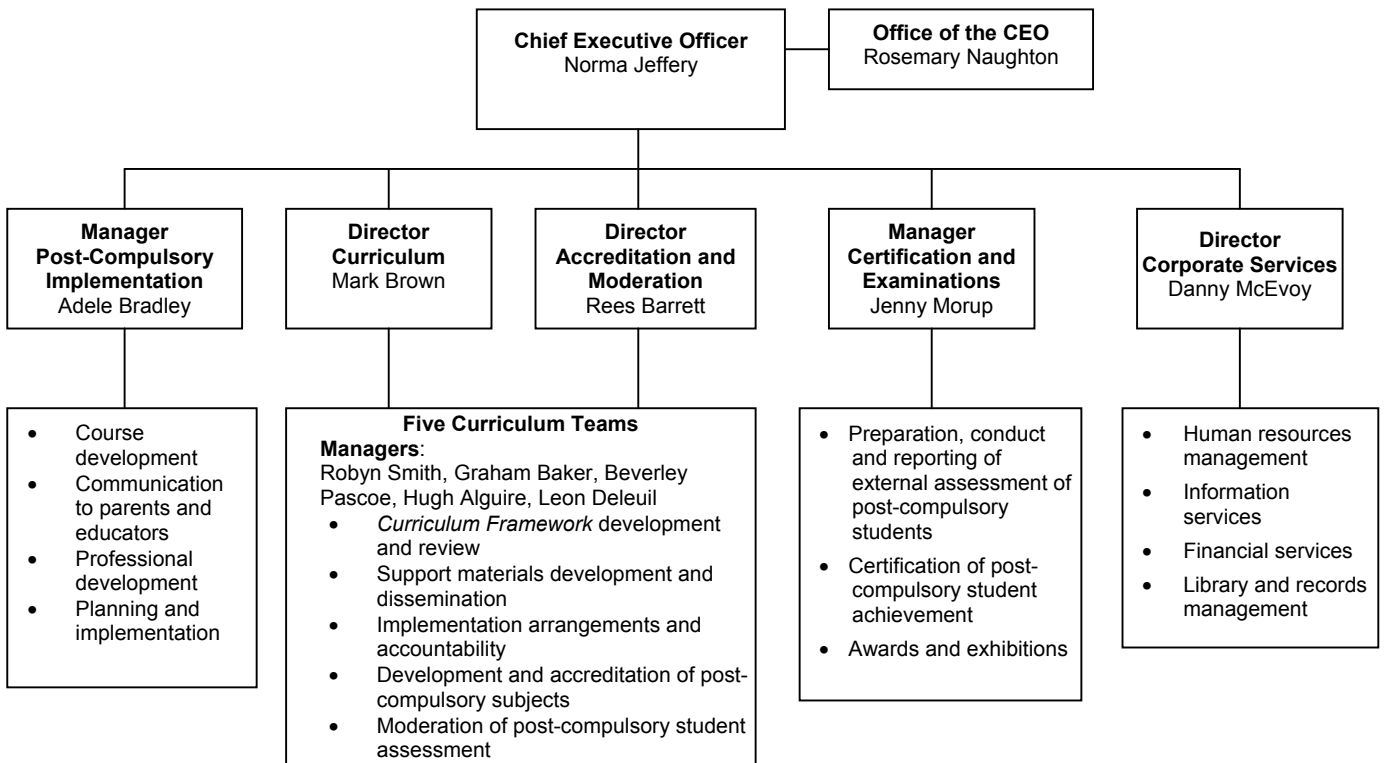 Chief Executive Officer
Norma Jeffery
Office of the CEO
Rosemary Naughton
Manager
Post-Compulsory
Implementation
Adele Bradley
Director
Curriculum
Mark Brown
Director
Accreditation and
Moderation
Rees Barrett
Manager
Certification and
Examinations
Jenny Morup
Director
Corporate Services
Danny McEvoy
• Course
development
• Communication
to parents and
educators
• Professional
development
• Planning and
implementation
Five Curriculum Teams
Managers:
Robyn Smith, Graham Baker, Beverley
Pascoe, Hugh Alguire, Leon Deleuil
• Curriculum Framework development
and review
• Support materials development and
dissemination
• Implementation arrangements and
accountability
• Development and accreditation of post-
compulsory subjects
• Moderation of post-compulsory student
assessment
• Preparation, conduct
and reporting of
external assessment of
post-compulsory
students
• Certification of post-
compulsory student
achievement
• Awards and exhibitions
• Human resources
management
• Information
services
• Financial services
• Library and records
management